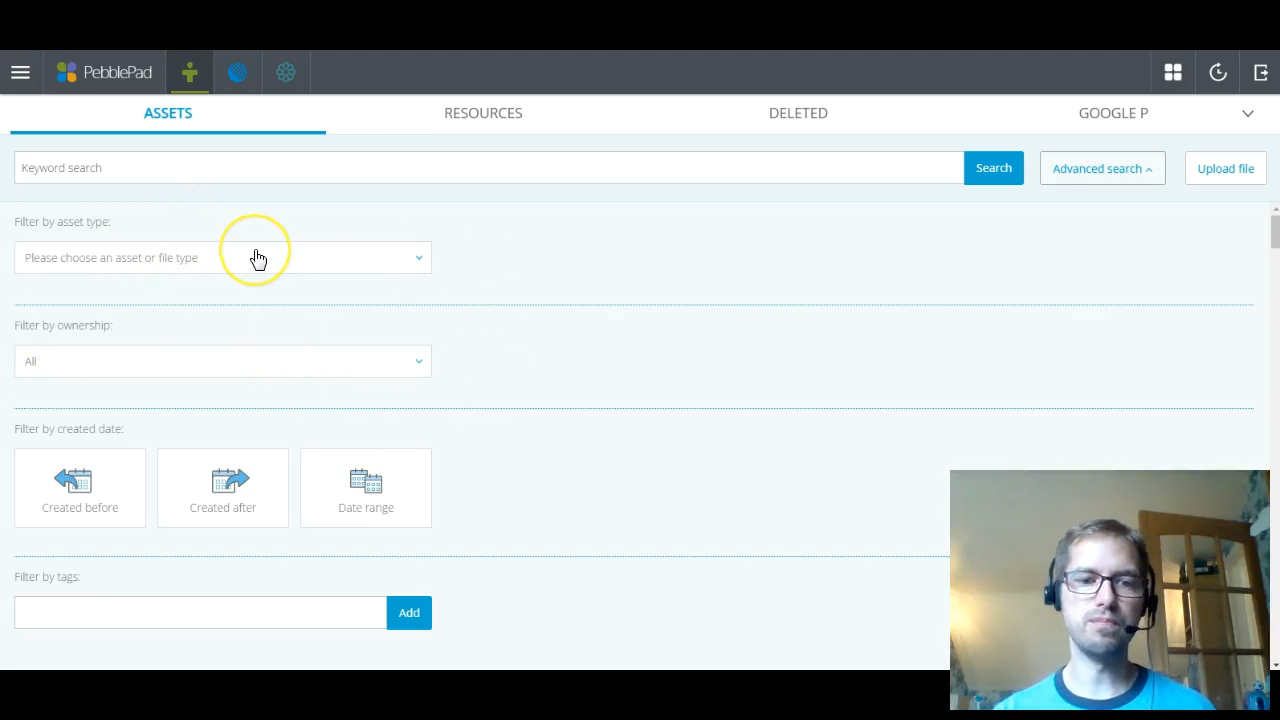 PebblePad
ASSETS
RESOURCES
DELETED
GOOGLE P
Keyword search
Search
Advanced search
Upload file
Filter by asset type:
Please choose an asset or file type
Filter by ownership:
All
Filter by created date:
Created before
Created after
Date range
Filter by tags:
Add